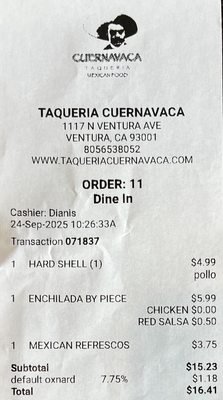 CUERNAVACA
TAQUERIA
MEXICAN FOOD
TAQUERIA CUERNAVACA
1117 N VENTURA AVE
VENTURA, CA 93001
8056538052
WWW.TAQUERIACUERNAVACA.COM
ORDER: 11
Dine In
Cashier: Dianis
24-Sep-2025 10:26:33A
Transaction 071837
1 HARD SHELL (1) $4.99
pollo
1 ENCHILADA BY PIECE $5.99
CHICKEN $0.00
RED SALSA $0.50
1 MEXICAN REFRESCOS $3.75
Subtotal $15.23
default oxnard 7.75% $1.18
Total $16.41